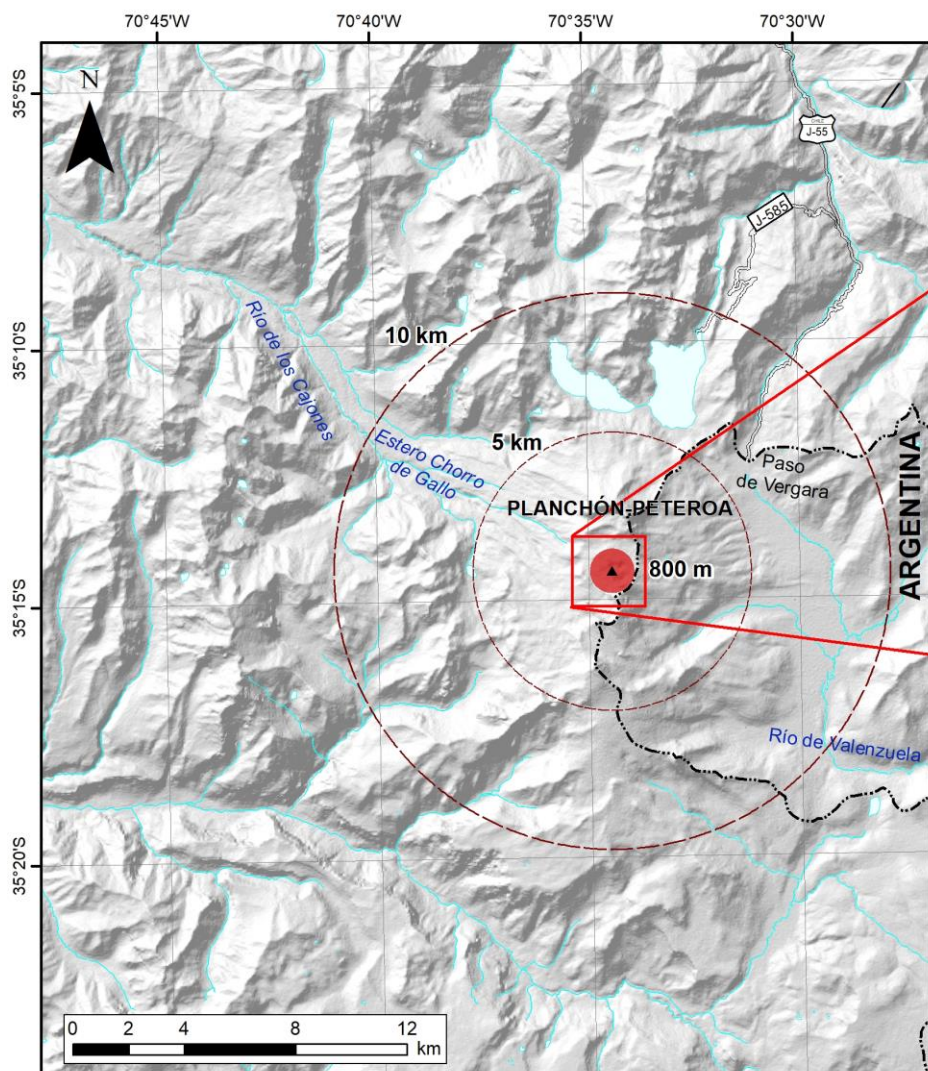 70°45'W
70°40'W
70°35'W
70°30'W
35°5'S
35°10'S
35°15'S
35°20'S
N
CHILE
J-55
J-585
10 km
Río de los Cajones
5 km
Estero Chorro
de Gallo
Paso
de Vergara
PLANCHÓN-PETEROA
ARGENTINA
800 m
Río de Valenzuela
0 2 4 8 12
km